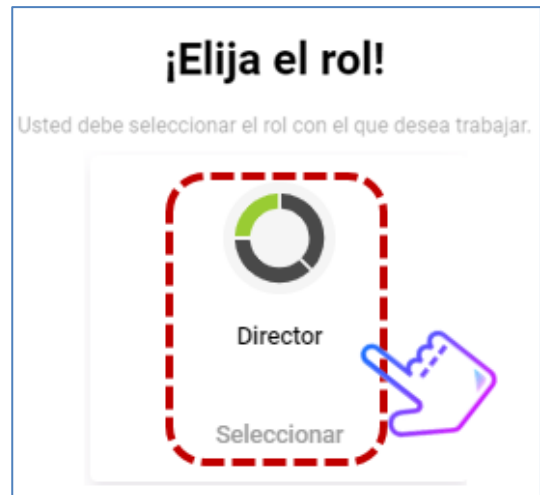 ¡Elija el rol!
Usted debe seleccionar el rol con el que desea trabajar.
Director
Seleccionar